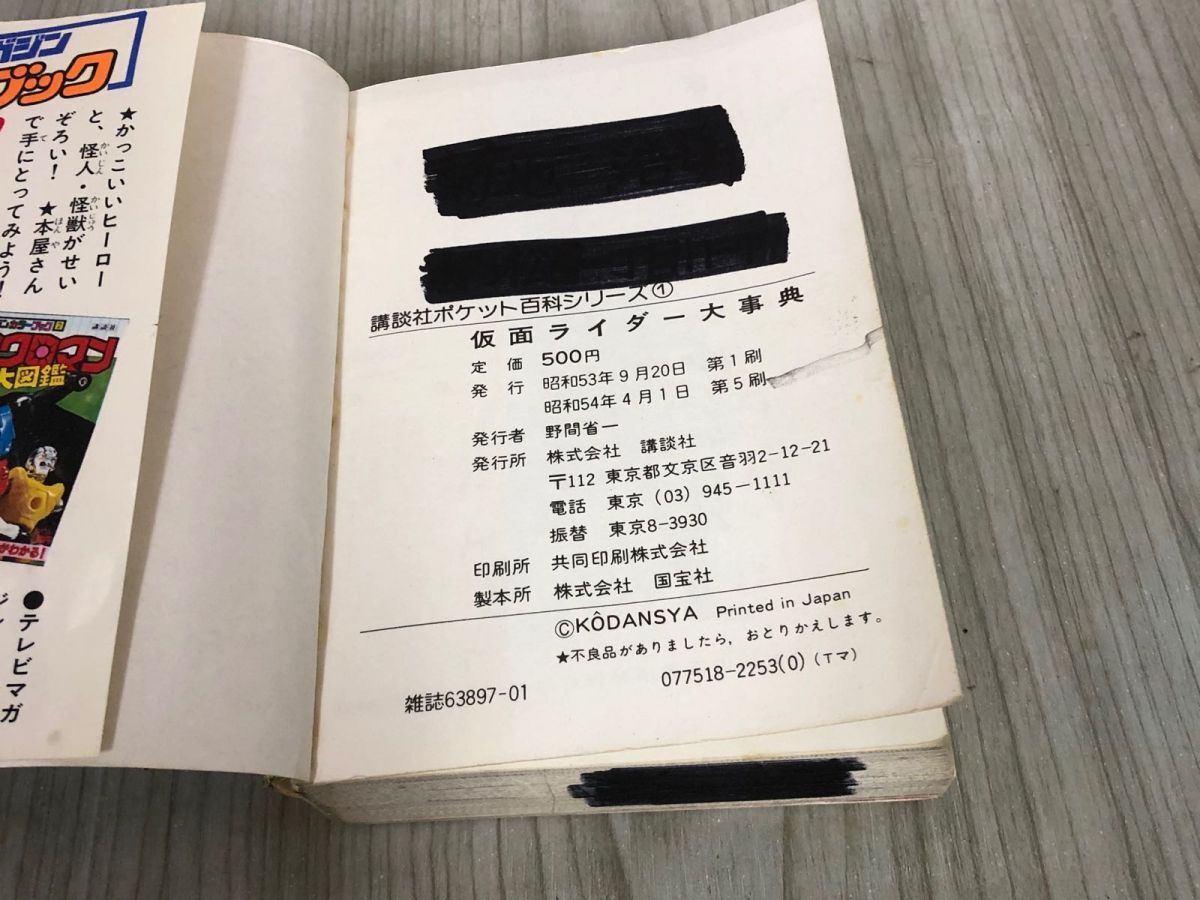 ガジン
ブック
★かっこいいヒーロー
と、怪人・怪獣がせい
ぞろい！ ★本屋さん
で手にとってみよう！
講談社
大図鑑
がわかる！
●テレビマガ
講談社ポケット百科シリーズ①
仮面ライダー大事典
定価 500円
発行 昭和53年9月20日 第1刷
昭和54年4月1日 第5刷
発行者 野間省一
発行所 株式会社 講談社
〒112 東京都文京区音羽2-12-21
電話 東京(03)945-1111
振替 東京8-3930
印刷所 共同印刷株式会社
製本所 株式会社 国宝社
©KÔDANSYA Printed in Japan
★不良品がありましたら，おとりかえします。
雑誌63897-01
077518-2253(0)(Tマ)